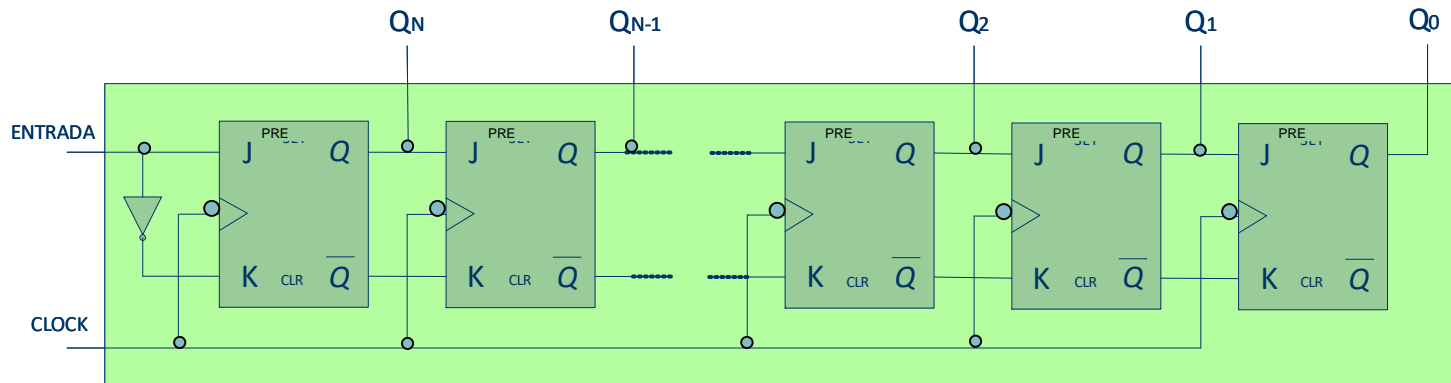 QN QN-1 Q2 Q1 Q0
ENTRADA
PRE PRE PRE PRE PRE
J Q J Q J Q J Q J Q
K CLR Q K CLR Q K CLR Q K CLR Q K CLR Q
CLOCK